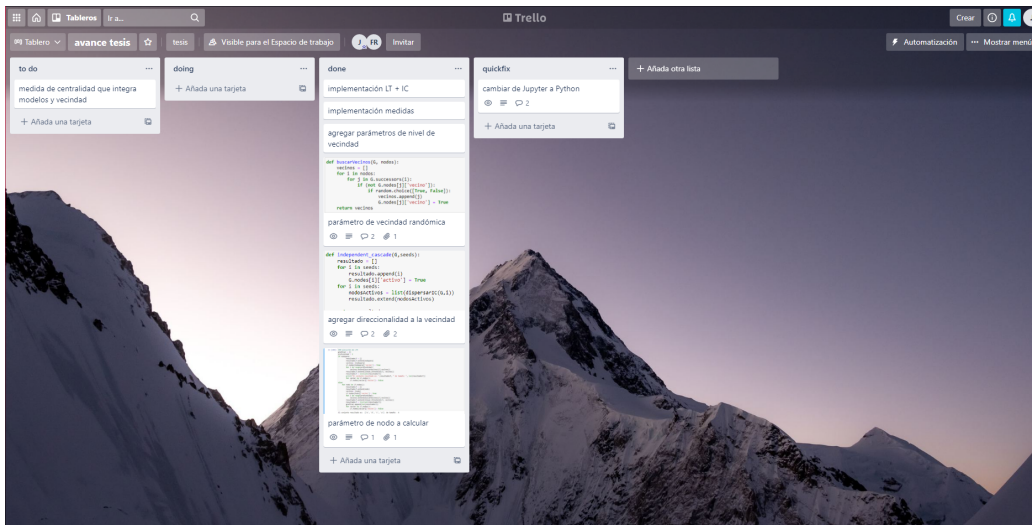 Tableros
Ir a...
Trello
Crear
Tablero
avance tesis
tesis
Visible para el Espacio de trabajo
J
FR
Invitar
Automatización
Mostrar menú
to do
medida de centralidad que integra
modelos y vecindad
+ Añada una tarjeta
doing
+ Añada una tarjeta
done
implementación LT + IC
implementación medidas
agregar parámetros de nivel de
vecindad
def buscarVecinos(G, nodos):
vecinos = []
for i in nodos:
for j in G.successors(i):
if (not G.nodes[j]['vecino']):
if random.choice([True, False]):
vecinos.append(j)
G.nodes[j]['vecino'] = True
return vecinos
parámetro de vecindad randómica
2
1
def independent_cascade(G,seeds):
resultado = []
for i in seeds:
resultado.append(i)
G.nodes[i]['activo'] = True
for i in seeds:
nodosActivos = list(dispersarIC(G,i))
resultado.extend(nodosActivos)
agregar direccionalidad a la vecindad
2
2
parámetro de nodo a calcular
1
1
+ Añada una tarjeta
quickfix
cambiar de Jupyter a Python
2
+ Añada una tarjeta
+ Añada otra lista